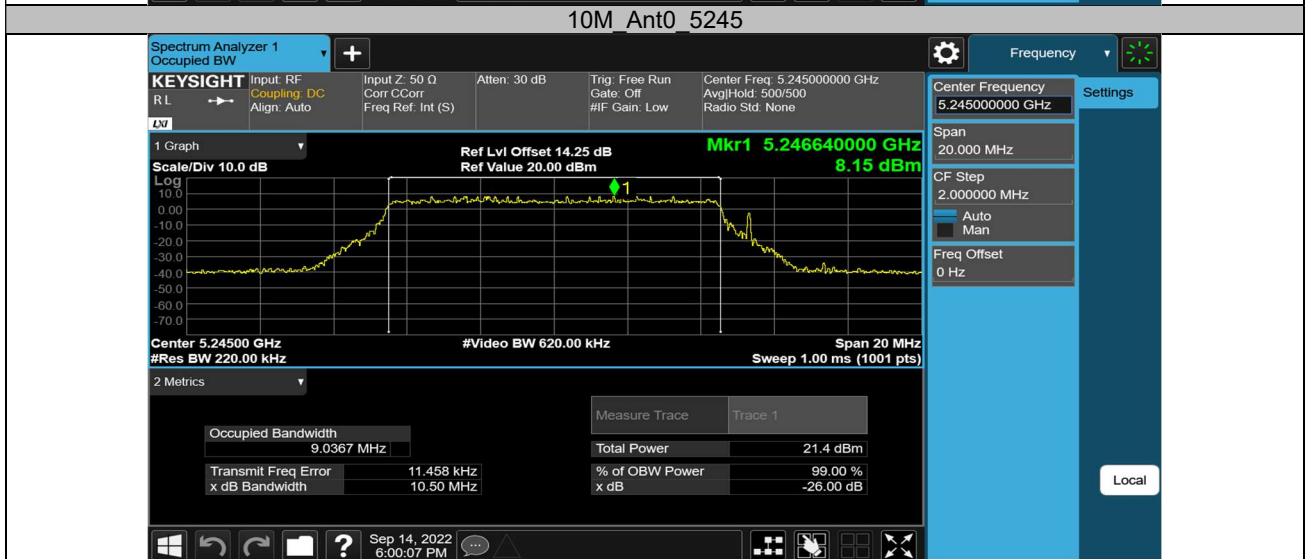 10M_Ant0_5245
Spectrum Analyzer 1
Occupied BW
Frequency
KEYSIGHT
R L
LXI
Input: RF
Coupling: DC
Align: Auto
Input Z: 50 Ω
Corr CCorr
Freq Ref: Int (S)
Atten: 30 dB
Trig: Free Run
Gate: Off
#IF Gain: Low
Center Freq: 5.245000000 GHz
Avg|Hold: 500/500
Radio Std: None
Center Frequency
5.245000000 GHz
Settings
Span
20.000 MHz
CF Step
2.000000 MHz
Auto
Man
Freq Offset
0 Hz
1 Graph
Scale/Div 10.0 dB
Ref Lvl Offset 14.25 dB
Ref Value 20.00 dBm
Mkr1 5.246640000 GHz
8.15 dBm
Log
10.0
0.00
-10.0
-20.0
-30.0
-40.0
-50.0
-60.0
-70.0
1
Center 5.24500 GHz
#Res BW 220.00 kHz
#Video BW 620.00 kHz
Span 20 MHz
Sweep 1.00 ms (1001 pts)
2 Metrics
Measure Trace
Trace 1
Occupied Bandwidth
9.0367 MHz
Total Power
21.4 dBm
Transmit Freq Error
11.458 kHz
% of OBW Power
99.00 %
x dB Bandwidth
10.50 MHz
x dB
-26.00 dB
Local
?
Sep 14, 2022
6:00:07 PM